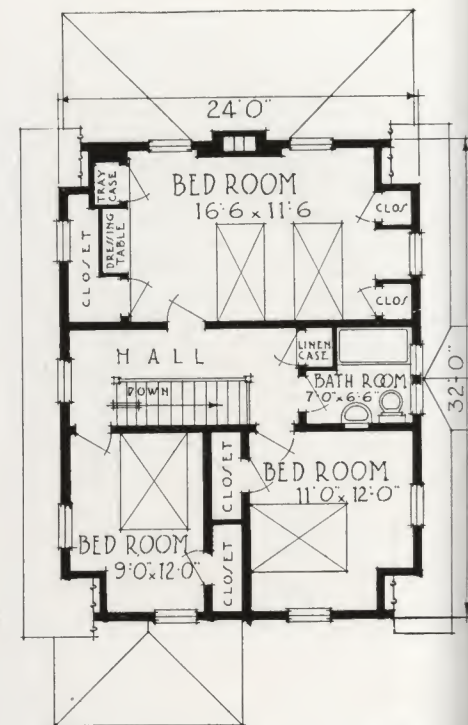 24'0"
BED ROOM
16'6 x 11'6
TRAY
CASE
DRESSING
TABLE
CLOSET
CLOS
CLOS
HALL
LINEN
CASE
DOWN
BATH ROOM
7'0"x6'6"
32'0"
CLOSET
BED ROOM
11'0"x 12'0"
BED ROOM
9'0"x12'0"
CLOSET